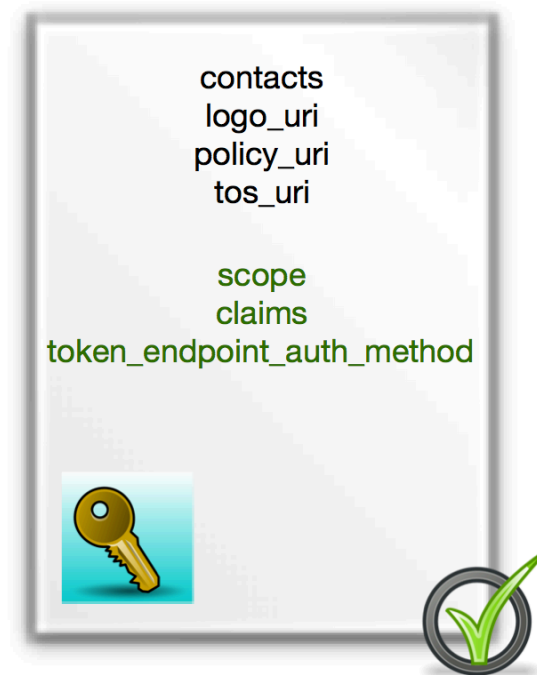 contacts
logo_uri
policy_uri
tos_uri
scope
claims
token_endpoint_auth_method